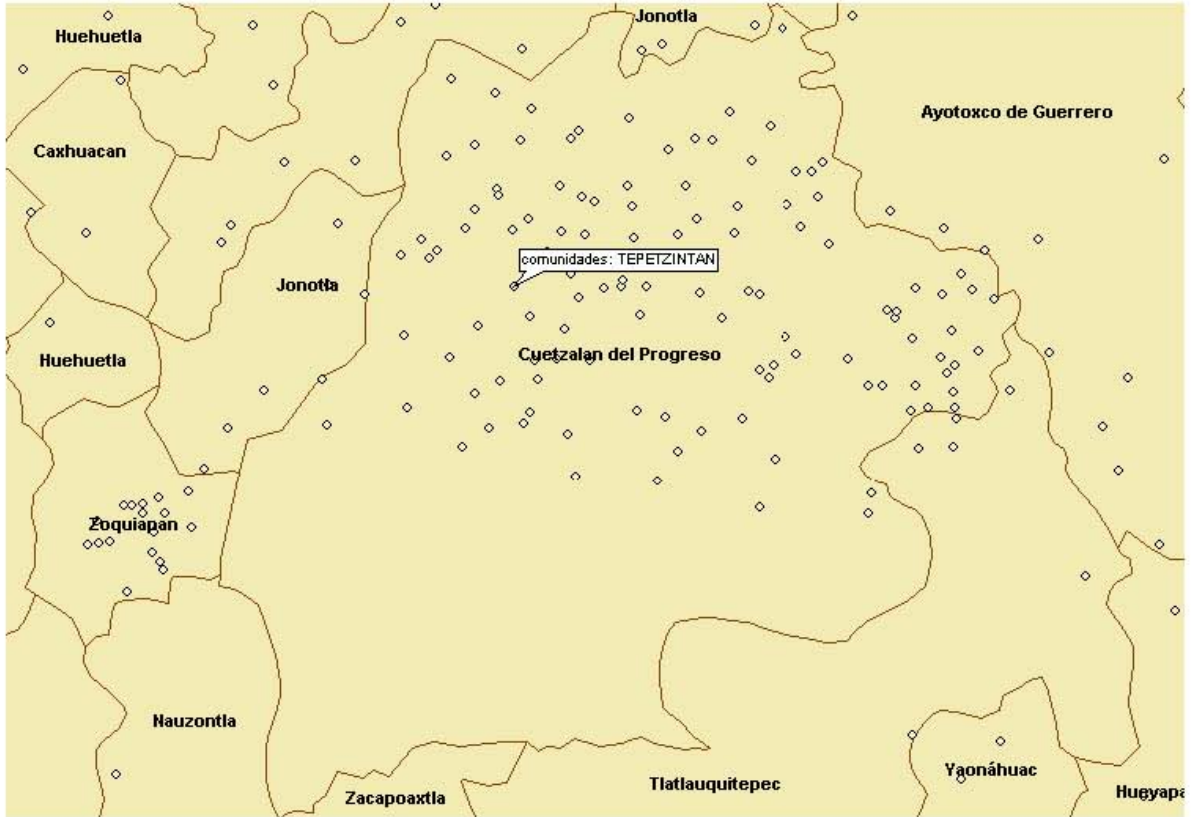 Jonotla
Huehuetla
Ayotoxco de Guerrero
Caxhuacan
comunidades: TEPETZINTAN
Jonotla
Cuetzalan del Progreso
Huehuetla
Zoquiapan
Nauzontla
Yaonáhuac
Tlatlauquitepec
Hueyapa
Zacapoaxtla